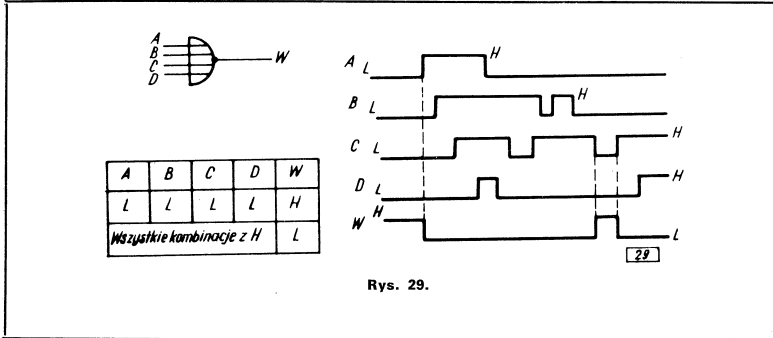 A
B
C
D
W
A B C D W
L L L L H
Wszystkie kombinacje z H L
A L H
B L H
C L H
D L H
W H L
29
Rys. 29.